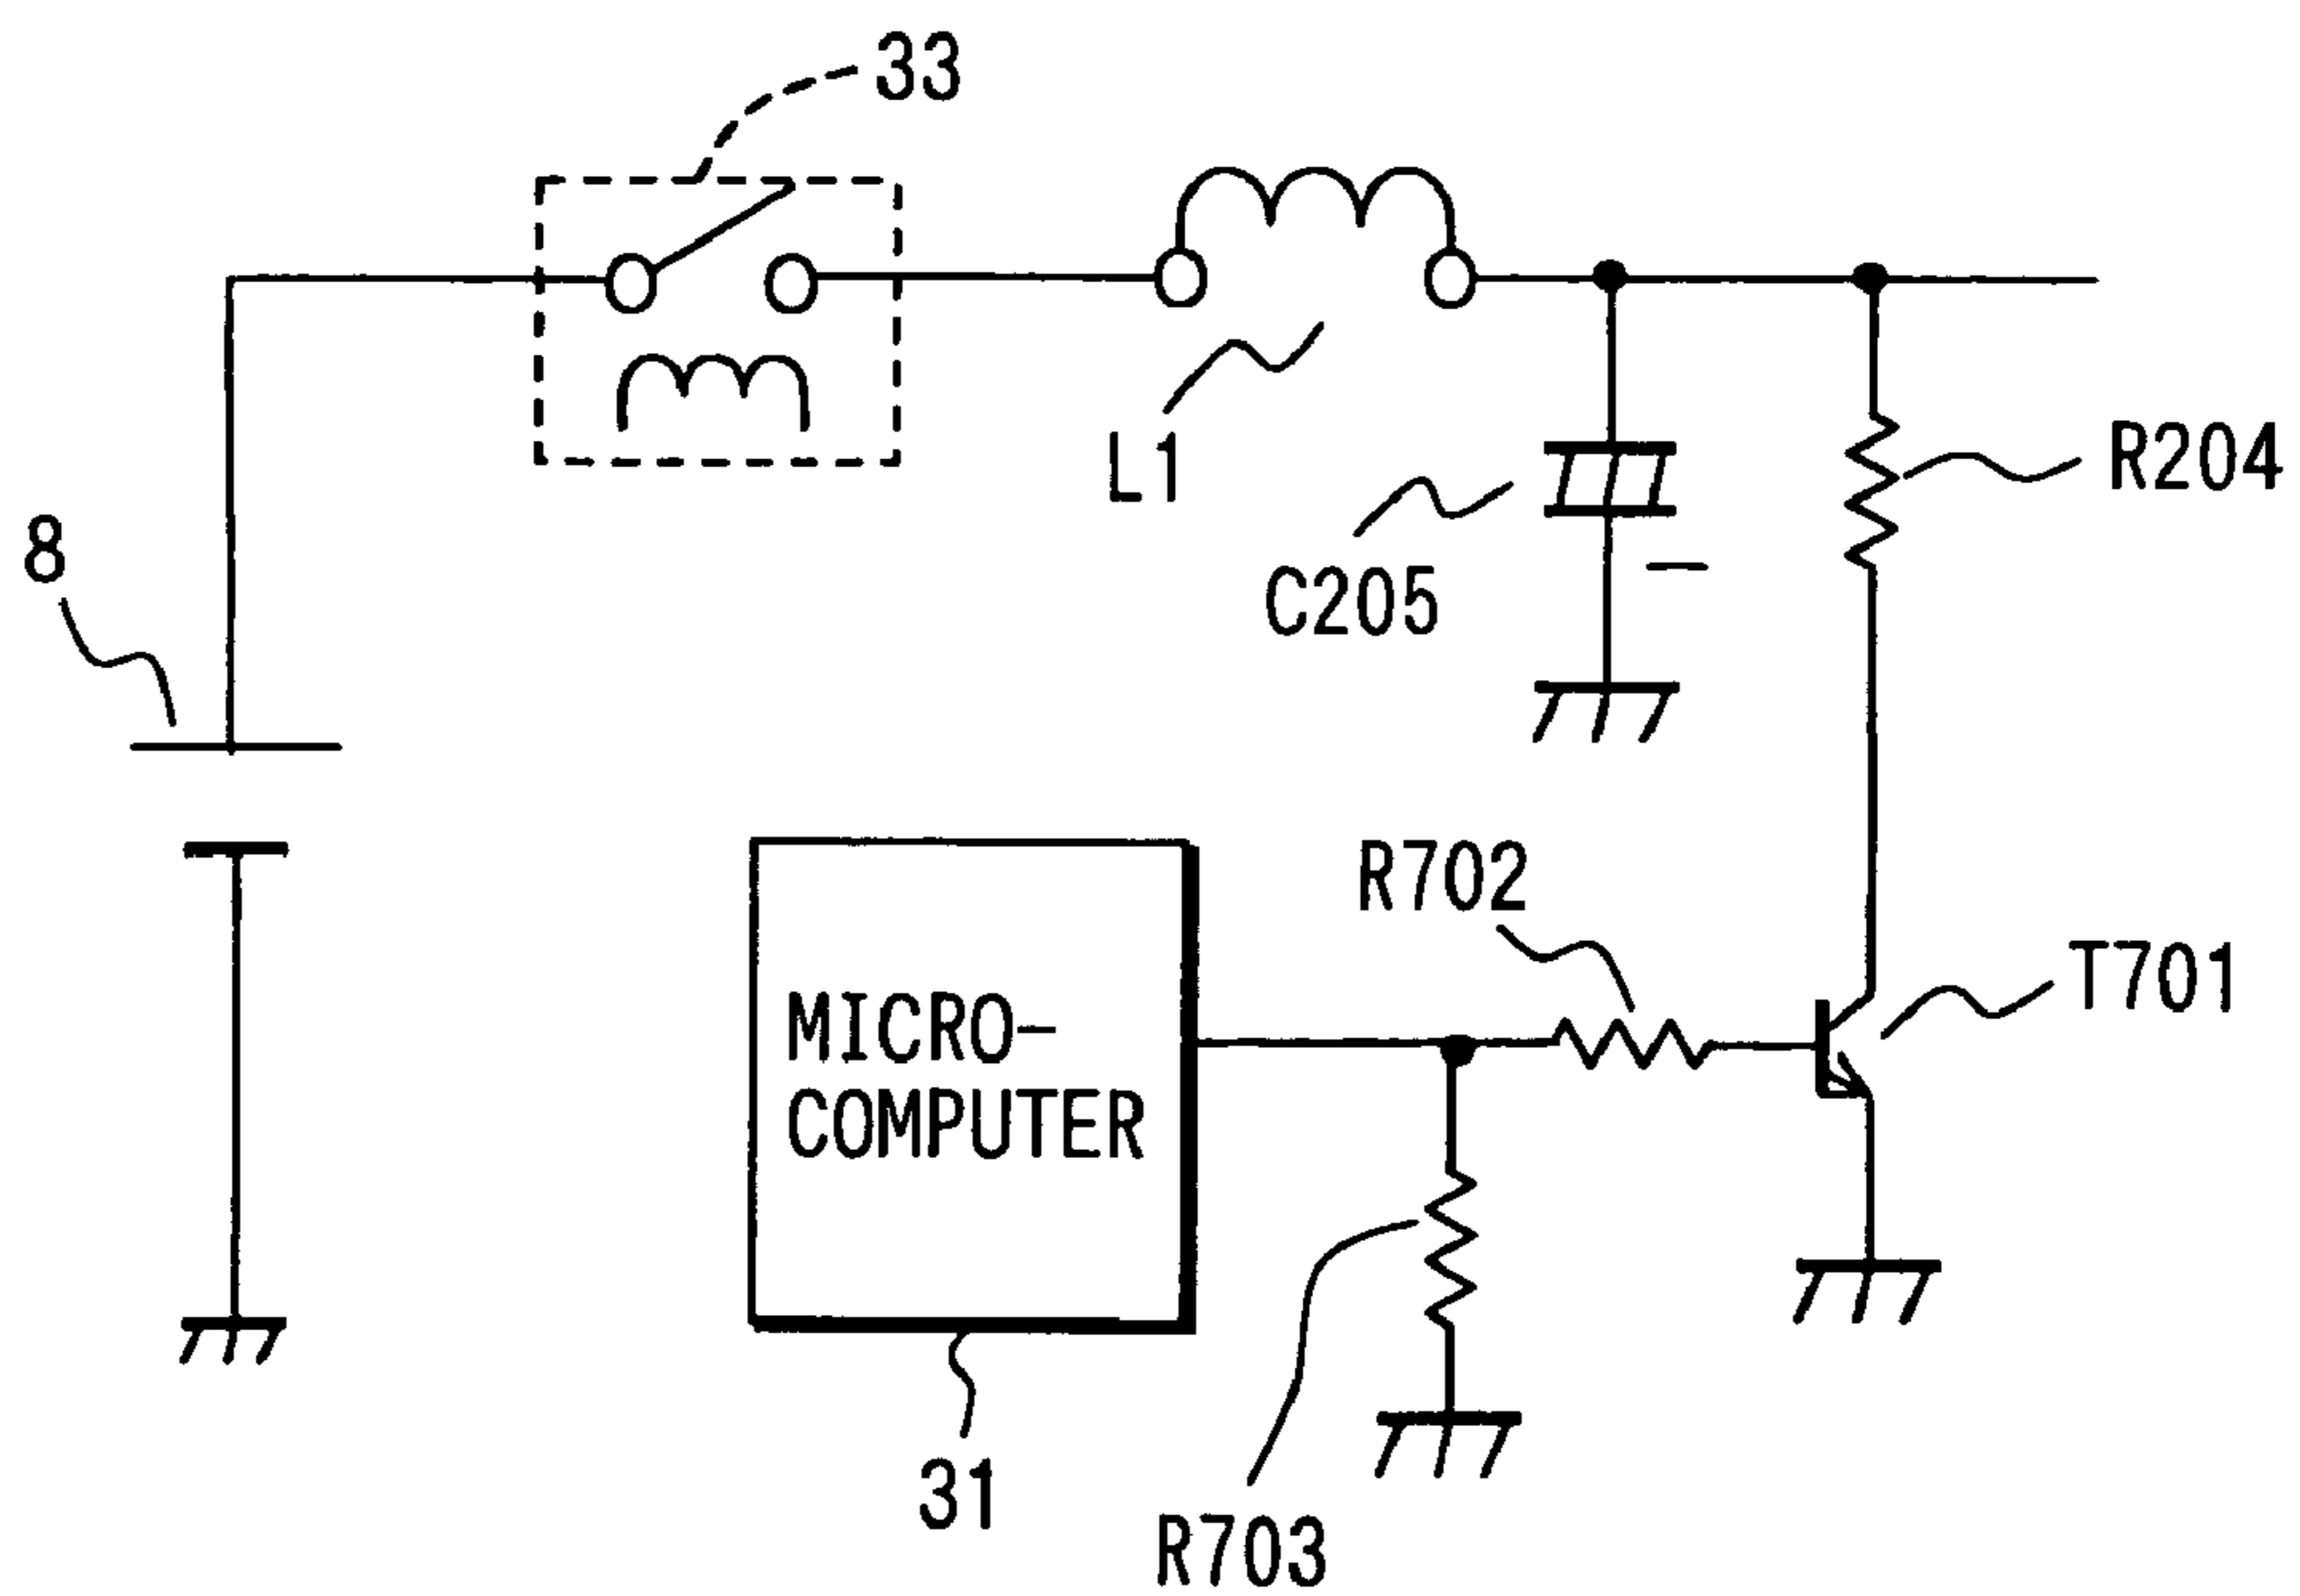 33
L1
R204
8
C205
R702
T701
MICRO-
COMPUTER
31
R703